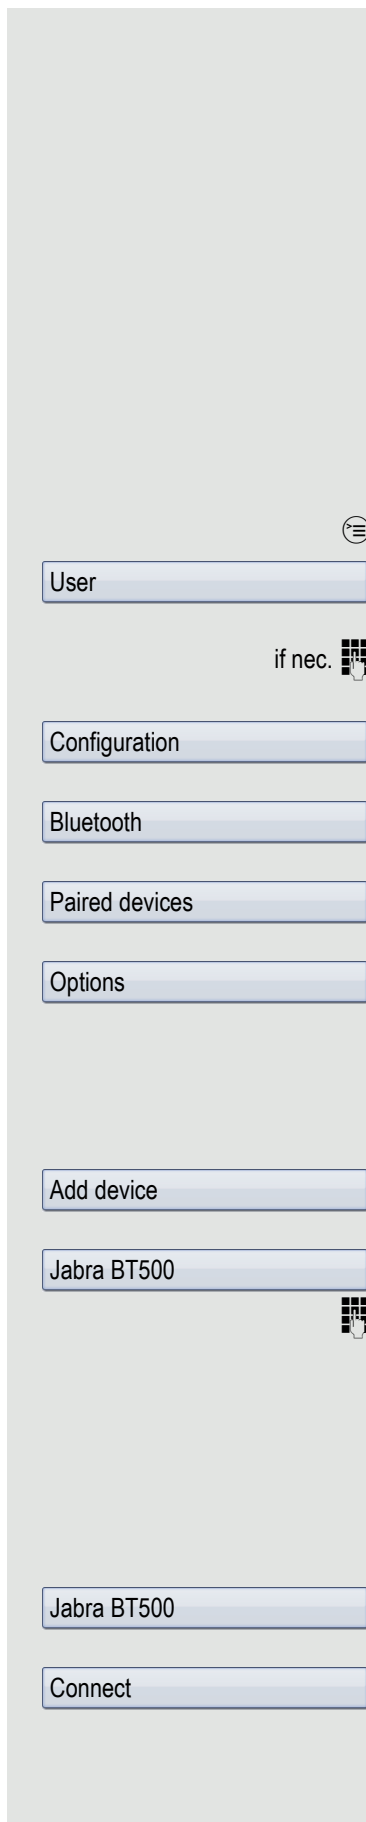 User
if nec.
Configuration
Bluetooth
Paired devices
Options
Add device
Jabra BT500
Jabra BT500
Connect